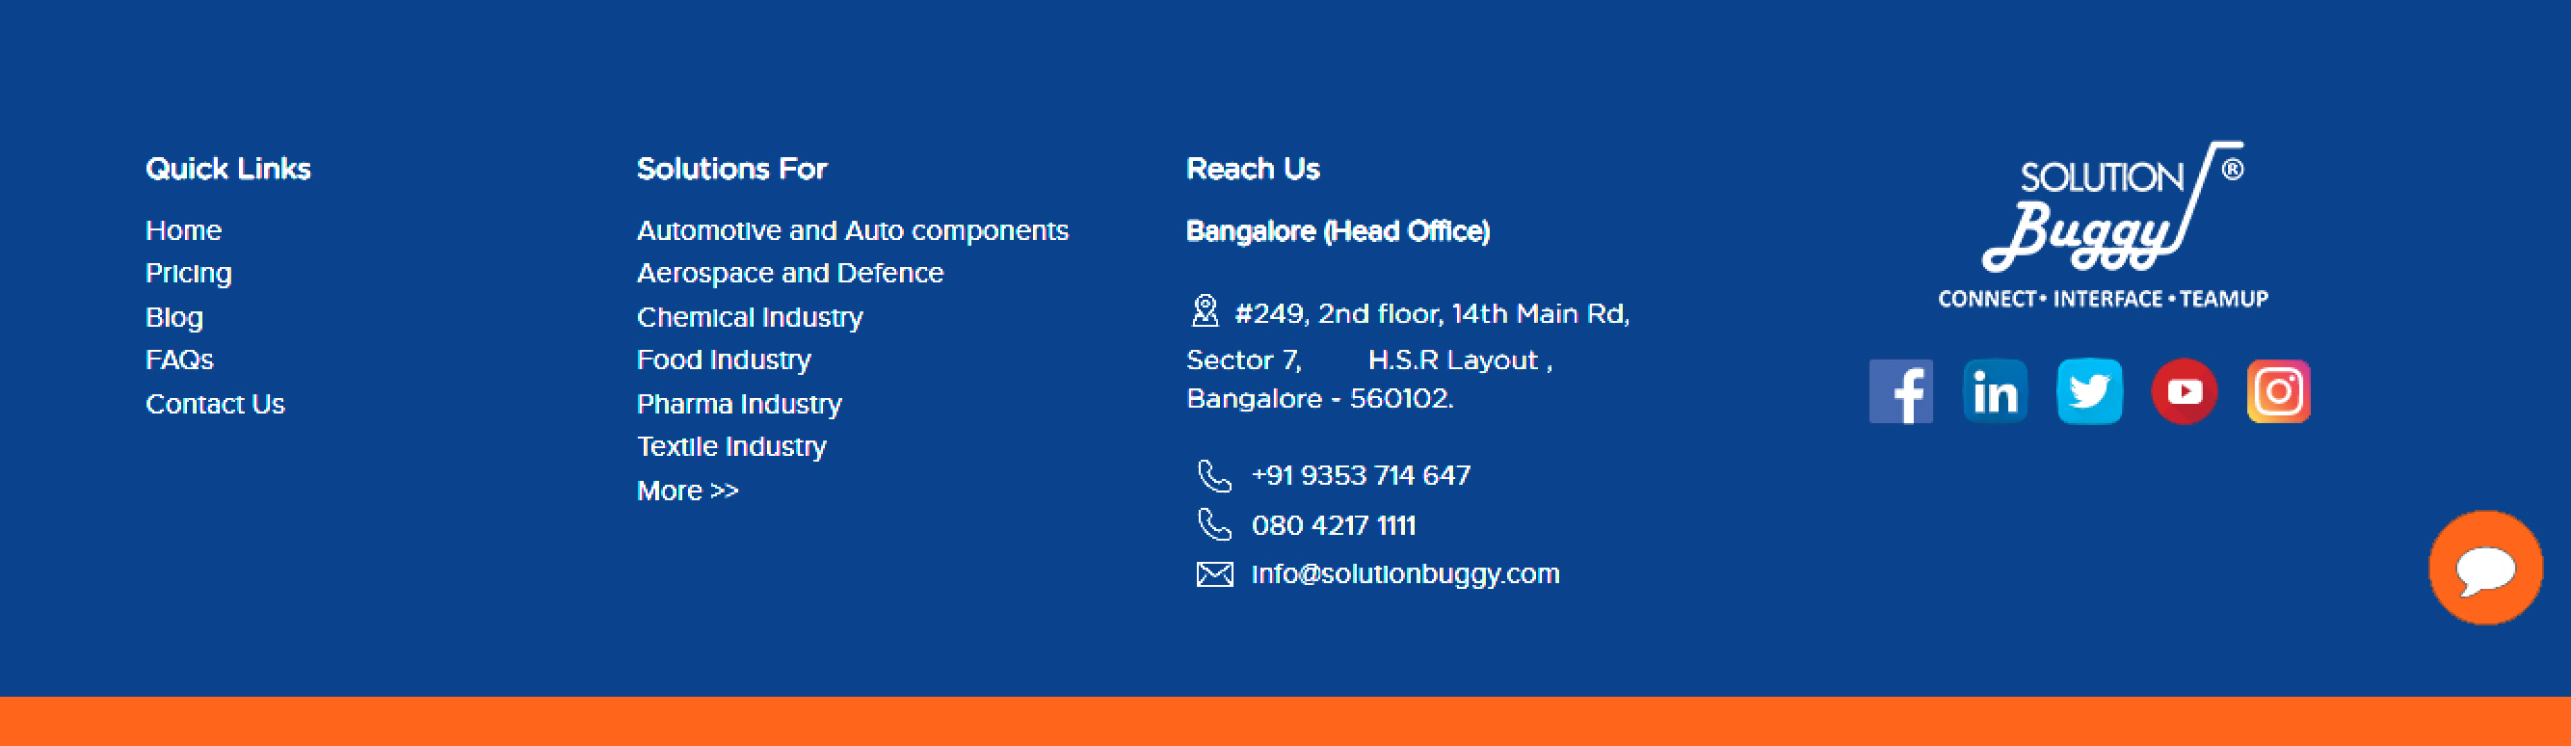 Quick Links
Home
Pricing
Blog
FAQs
Contact Us
Solutions For
Automotive and Auto components
Aerospace and Defence
Chemical Industry
Food Industry
Pharma Industry
Textile Industry
More >>
Reach Us
Bangalore (Head Office)
#249, 2nd floor, 14th Main Rd,
Sector 7, H.S.R Layout ,
Bangalore - 560102.
+91 9353 714 647
080 4217 1111
info@solutionbuggy.com
SOLUTION ®
Buggy
CONNECT • INTERFACE • TEAMUP
f in